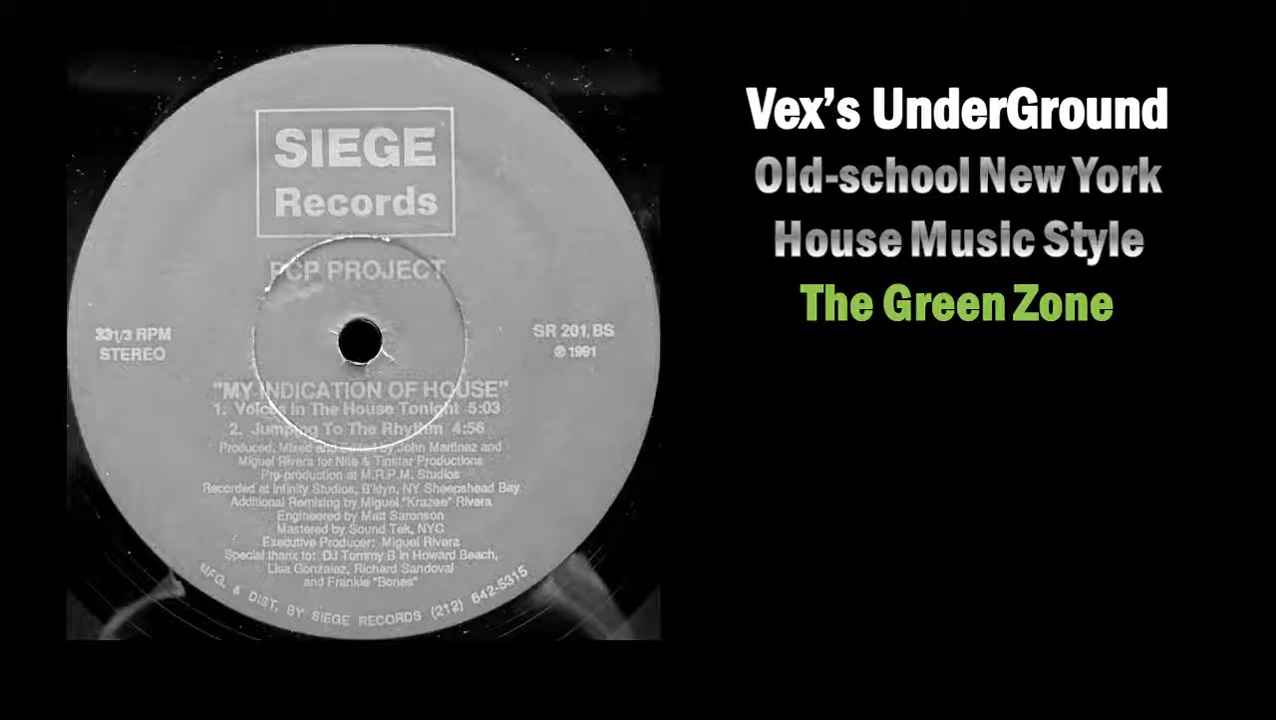 SIEGE
Records
PCP PROJECT
33 1/3 RPM
STEREO
SR 201, BS
℗ 1991
"MY INDICATION OF HOUSE"
1. Voices In The House Tonight 5:03
2. Jumping To The Rhythm 4:56
Produced, Mixed and Edited by John Martinez and
Miguel Rivera for Nite & Tinstar Productions
Pre-production at M.R.P.M. Studios
Recorded at Infinity Studios, B'klyn, NY Sheepshead Bay
Additional Remixing by Miguel "Krazee" Rivera
Engineered by Matt Saronson
Mastered by Sound Tek, NYC
Executive Producer: Miguel Rivera
Special thank to: DJ Tommy B in Howard Beach,
Lisa Gonzalaz, Richard Sandoval
and Frankie "Bones"
MFG. & DIST. BY SIEGE RECORDS (212) 642-5315
Vex's UnderGround
Old-school New York
House Music Style
The Green Zone